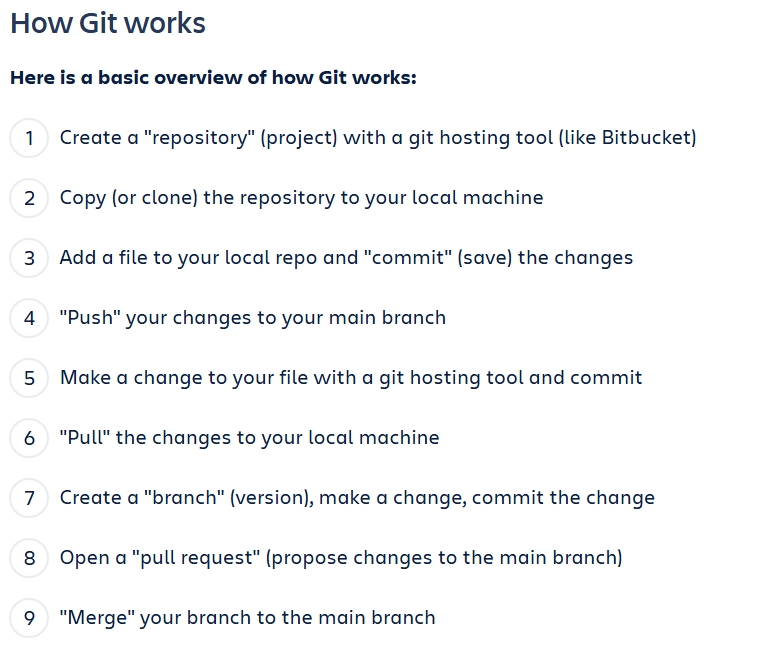 How Git works
Here is a basic overview of how Git works:
1 Create a "repository" (project) with a git hosting tool (like Bitbucket)
2 Copy (or clone) the repository to your local machine
3 Add a file to your local repo and "commit" (save) the changes
4 "Push" your changes to your main branch
5 Make a change to your file with a git hosting tool and commit
6 "Pull" the changes to your local machine
7 Create a "branch" (version), make a change, commit the change
8 Open a "pull request" (propose changes to the main branch)
9 "Merge" your branch to the main branch